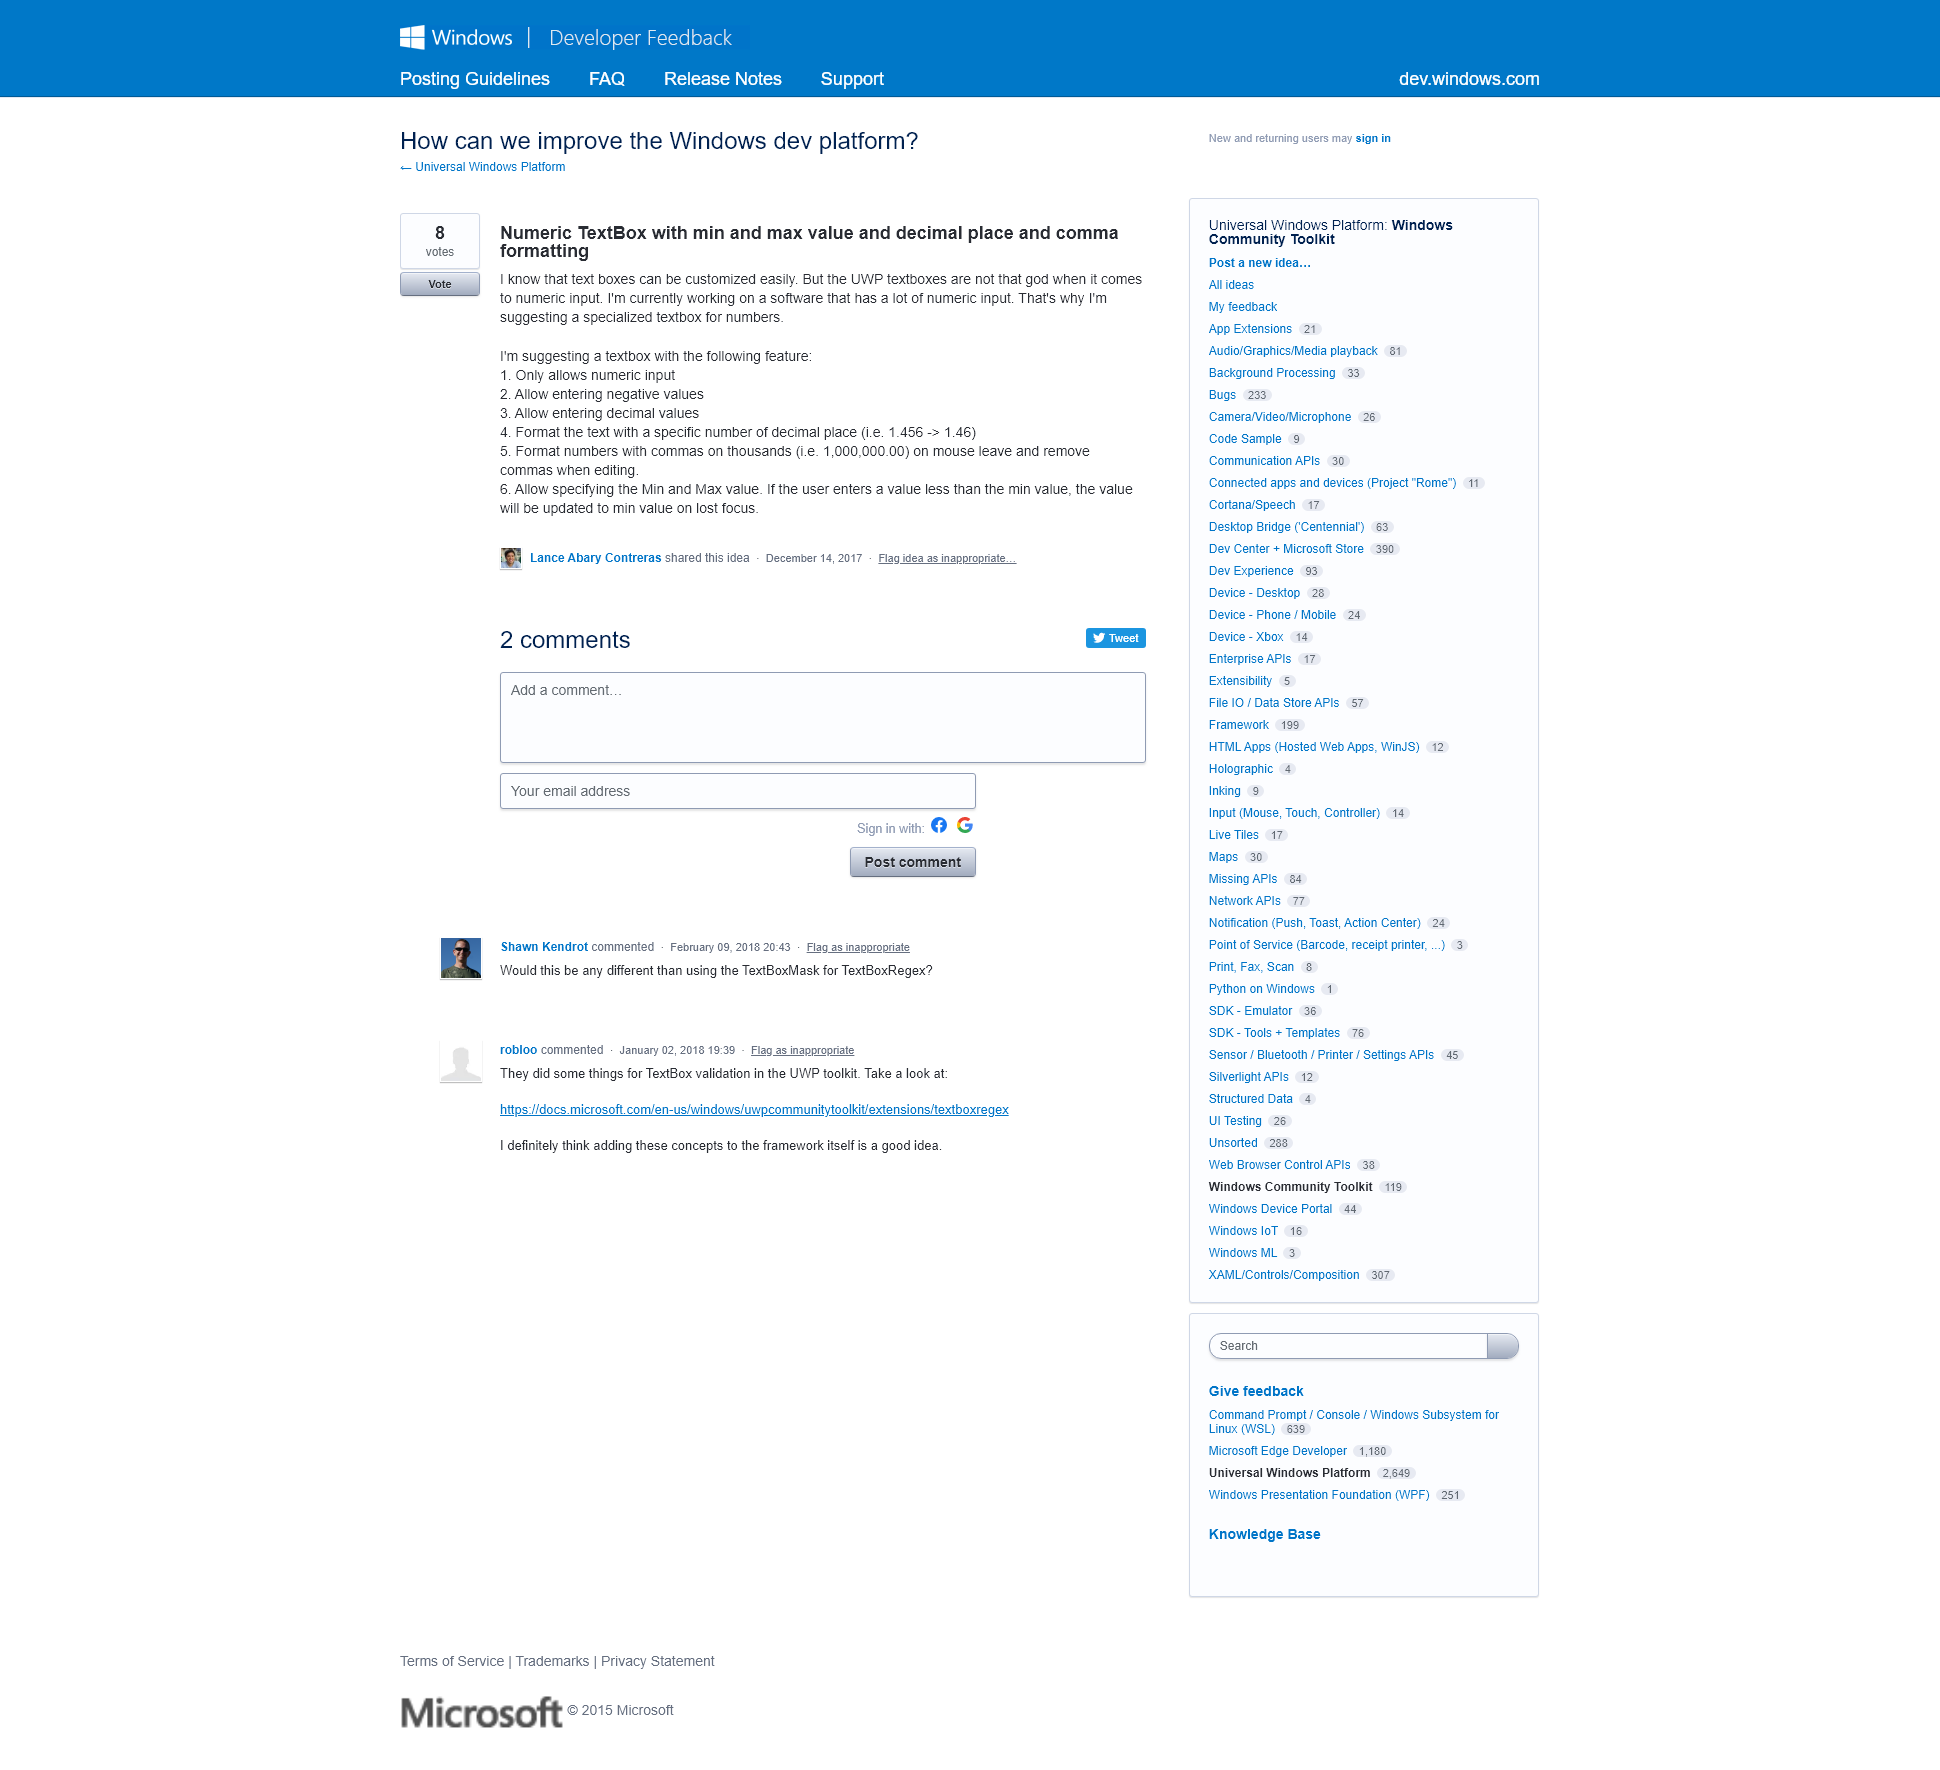 Windows | Developer Feedback
Posting Guidelines FAQ Release Notes Support dev.windows.com
How can we improve the Windows dev platform?
← Universal Windows Platform
New and returning users may sign in
8
votes
Vote
Numeric TextBox with min and max value and decimal place and comma
formatting
I know that text boxes can be customized easily. But the UWP textboxes are not that god when it comes
to numeric input. I'm currently working on a software that has a lot of numeric input. That's why I'm
suggesting a specialized textbox for numbers.
I'm suggesting a textbox with the following feature:
1. Only allows numeric input
2. Allow entering negative values
3. Allow entering decimal values
4. Format the text with a specific number of decimal place (i.e. 1.456 -> 1.46)
5. Format numbers with commas on thousands (i.e. 1,000,000.00) on mouse leave and remove
commas when editing.
6. Allow specifying the Min and Max value. If the user enters a value less than the min value, the value
will be updated to min value on lost focus.
Lance Abary Contreras shared this idea · December 14, 2017 · Flag idea as inappropriate…
2 comments
Tweet
Add a comment…
Your email address
Sign in with:
Post comment
Shawn Kendrot commented · February 09, 2018 20:43 · Flag as inappropriate
Would this be any different than using the TextBoxMask for TextBoxRegex?
robloo commented · January 02, 2018 19:39 · Flag as inappropriate
They did some things for TextBox validation in the UWP toolkit. Take a look at:
https://docs.microsoft.com/en-us/windows/uwpcommunitytoolkit/extensions/textboxregex
I definitely think adding these concepts to the framework itself is a good idea.
Universal Windows Platform: Windows
Community Toolkit
Post a new idea…
All ideas
My feedback
App Extensions 21
Audio/Graphics/Media playback 81
Background Processing 33
Bugs 233
Camera/Video/Microphone 26
Code Sample 9
Communication APIs 30
Connected apps and devices (Project "Rome") 11
Cortana/Speech 17
Desktop Bridge ('Centennial') 63
Dev Center + Microsoft Store 390
Dev Experience 93
Device - Desktop 28
Device - Phone / Mobile 24
Device - Xbox 14
Enterprise APIs 17
Extensibility 5
File IO / Data Store APIs 57
Framework 199
HTML Apps (Hosted Web Apps, WinJS) 12
Holographic 4
Inking 9
Input (Mouse, Touch, Controller) 14
Live Tiles 17
Maps 30
Missing APIs 84
Network APIs 77
Notification (Push, Toast, Action Center) 24
Point of Service (Barcode, receipt printer, ...) 3
Print, Fax, Scan 8
Python on Windows 1
SDK - Emulator 36
SDK - Tools + Templates 76
Sensor / Bluetooth / Printer / Settings APIs 45
Silverlight APIs 12
Structured Data 4
UI Testing 26
Unsorted 288
Web Browser Control APIs 38
Windows Community Toolkit 119
Windows Device Portal 44
Windows IoT 16
Windows ML 3
XAML/Controls/Composition 307
Search
Give feedback
Command Prompt / Console / Windows Subsystem for
Linux (WSL) 639
Microsoft Edge Developer 1,180
Universal Windows Platform 2,649
Windows Presentation Foundation (WPF) 251
Knowledge Base
Terms of Service | Trademarks | Privacy Statement
Microsoft © 2015 Microsoft